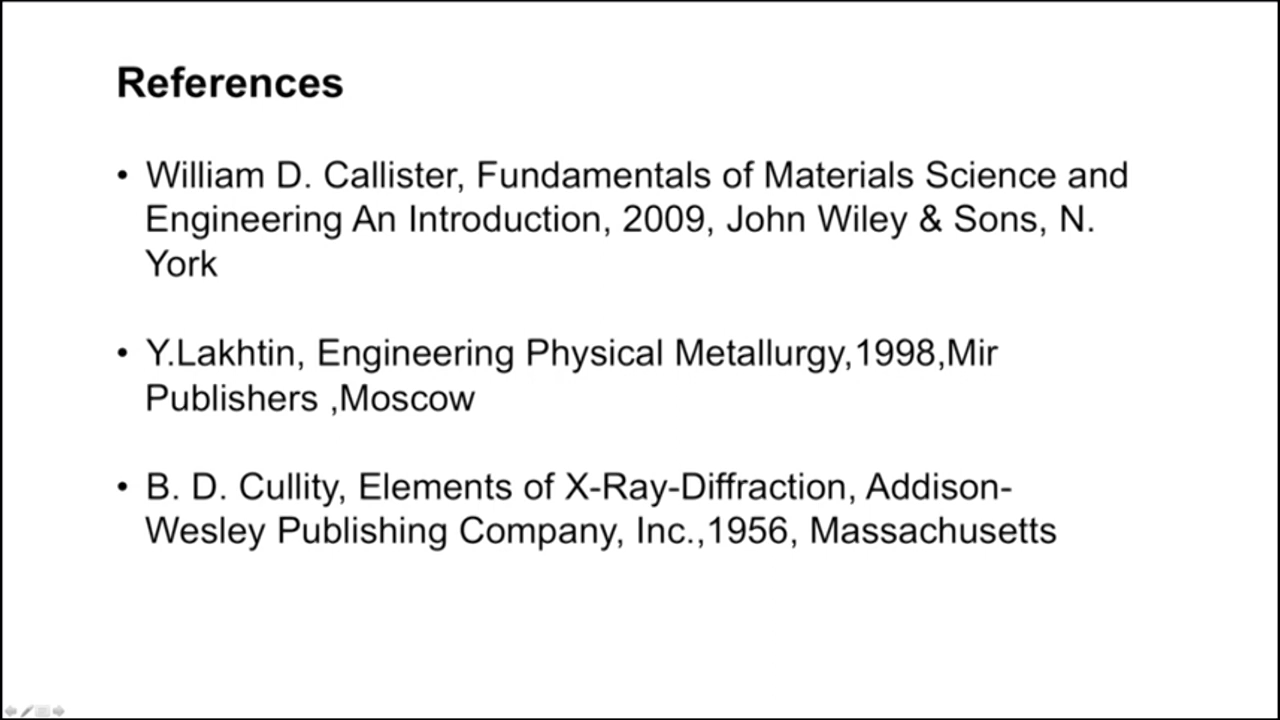 References
• William D. Callister, Fundamentals of Materials Science and
Engineering An Introduction, 2009, John Wiley & Sons, N.
York
• Y.Lakhtin, Engineering Physical Metallurgy,1998,Mir
Publishers ,Moscow
• B. D. Cullity, Elements of X-Ray-Diffraction, Addison-
Wesley Publishing Company, Inc.,1956, Massachusetts